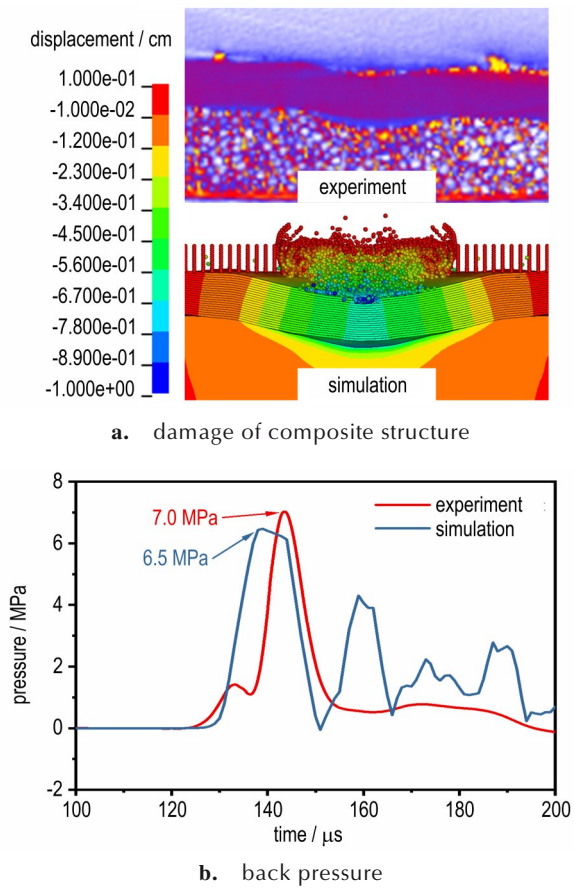 displacement / cm
1.000e-01
-1.000e-02
-1.200e-01
-2.300e-01
-3.400e-01
-4.500e-01
-5.600e-01
-6.700e-01
-7.800e-01
-8.900e-01
-1.000e+00
experiment
simulation
a. damage of composite structure
8
6
4
2
0
-2
pressure / MPa
7.0 MPa
6.5 MPa
experiment
simulation
100
120
140
160
180
200
time / μs
b. back pressure